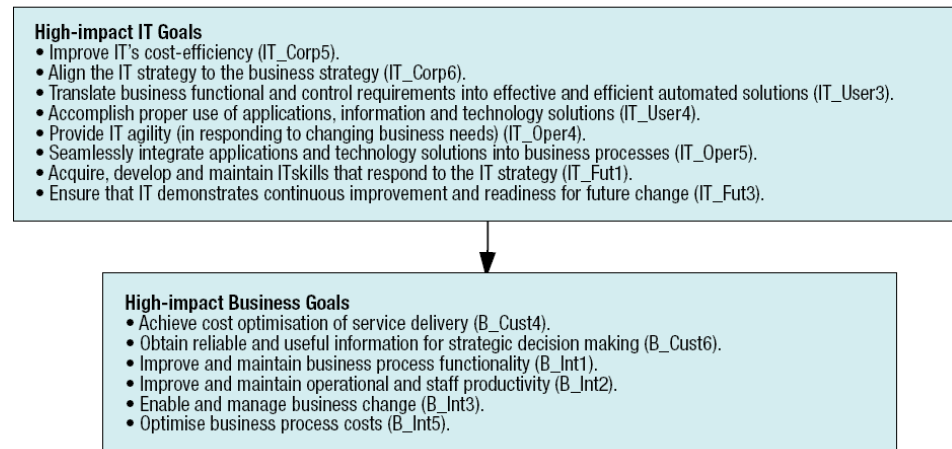 High-impact IT Goals
• Improve IT's cost-efficiency (IT_Corp5).
• Align the IT strategy to the business strategy (IT_Corp6).
• Translate business functional and control requirements into effective and efficient automated solutions (IT_User3).
• Accomplish proper use of applications, information and technology solutions (IT_User4).
• Provide IT agility (in responding to changing business needs) (IT_Oper4).
• Seamlessly integrate applications and technology solutions into business processes (IT_Oper5).
• Acquire, develop and maintain ITskills that respond to the IT strategy (IT_Fut1).
• Ensure that IT demonstrates continuous improvement and readiness for future change (IT_Fut3).
High-impact Business Goals
• Achieve cost optimisation of service delivery (B_Cust4).
• Obtain reliable and useful information for strategic decision making (B_Cust6).
• Improve and maintain business process functionality (B_Int1).
• Improve and maintain operational and staff productivity (B_Int2).
• Enable and manage business change (B_Int3).
• Optimise business process costs (B_Int5).